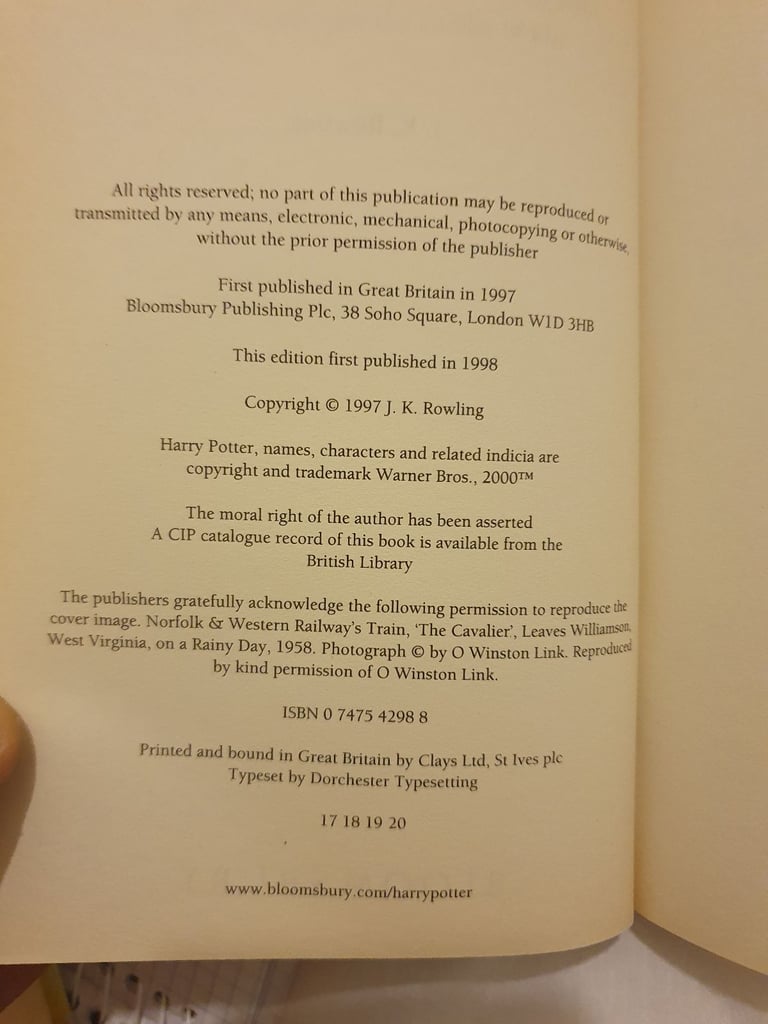 All rights reserved; no part of this publication may be reproduced or
transmitted by any means, electronic, mechanical, photocopying or otherwise,
without the prior permission of the publisher
First published in Great Britain in 1997
Bloomsbury Publishing Plc, 38 Soho Square, London W1D 3HB
This edition first published in 1998
Copyright © 1997 J. K. Rowling
Harry Potter, names, characters and related indicia are
copyright and trademark Warner Bros., 2000™
The moral right of the author has been asserted
A CIP catalogue record of this book is available from the
British Library
The publishers gratefully acknowledge the following permission to reproduce the
cover image. Norfolk & Western Railway's Train, 'The Cavalier', Leaves Williamson,
West Virginia, on a Rainy Day, 1958. Photograph © by O Winston Link. Reproduced
by kind permission of O Winston Link.
ISBN 0 7475 4298 8
Printed and bound in Great Britain by Clays Ltd, St Ives plc
Typeset by Dorchester Typesetting
17 18 19 20
www.bloomsbury.com/harrypotter